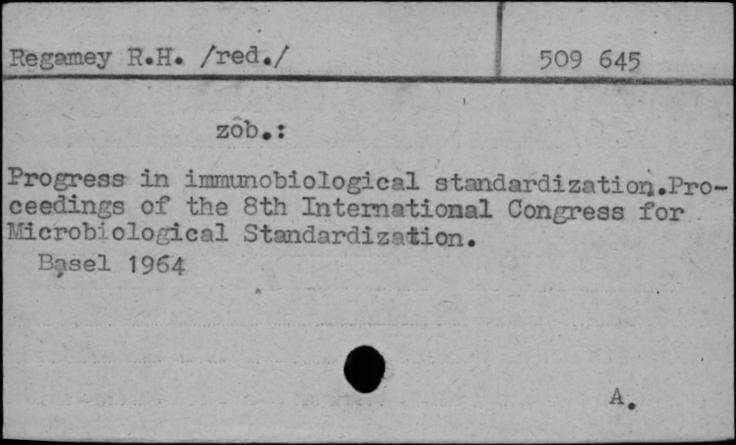 Regamey R.H. /red./
509 645
zob.:
Progress in immunobiological standardization.Pro-
ceedings of the 8th International Congress for
Microbiological Standardization.
Basel 1964
A.